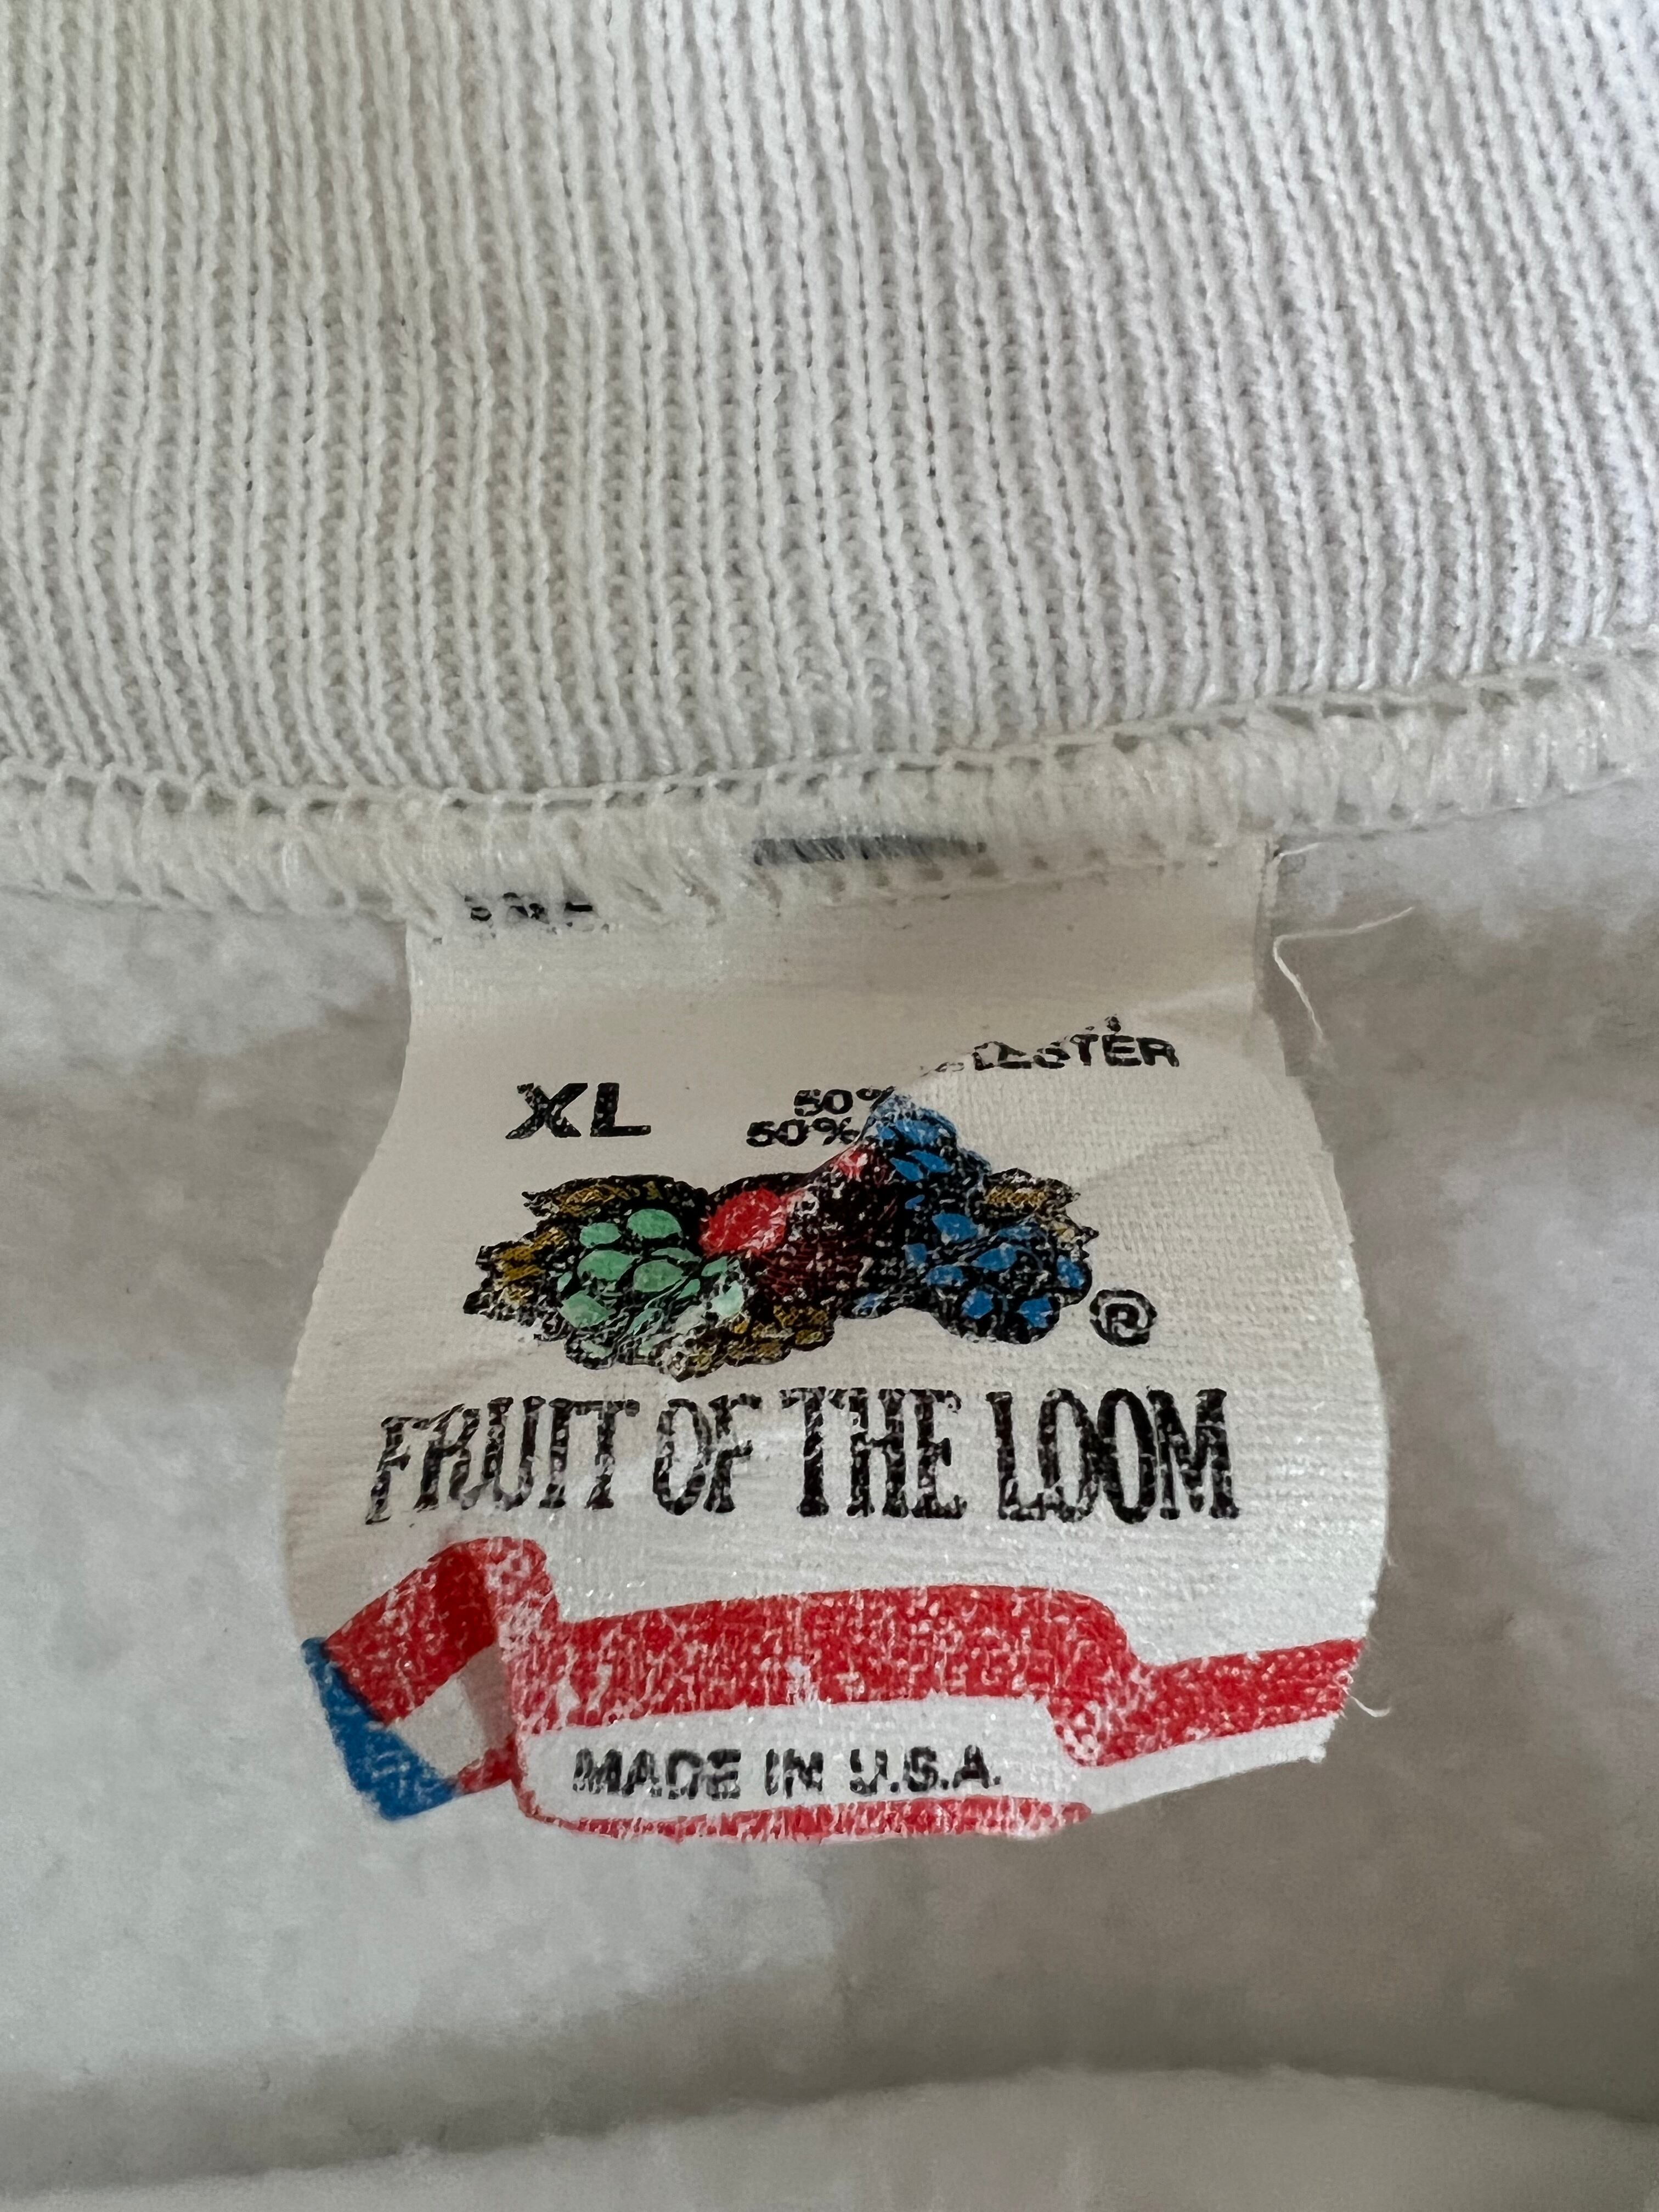 XL
50%
50%
®
FRUIT OF THE LOOM
MADE IN U.S.A.